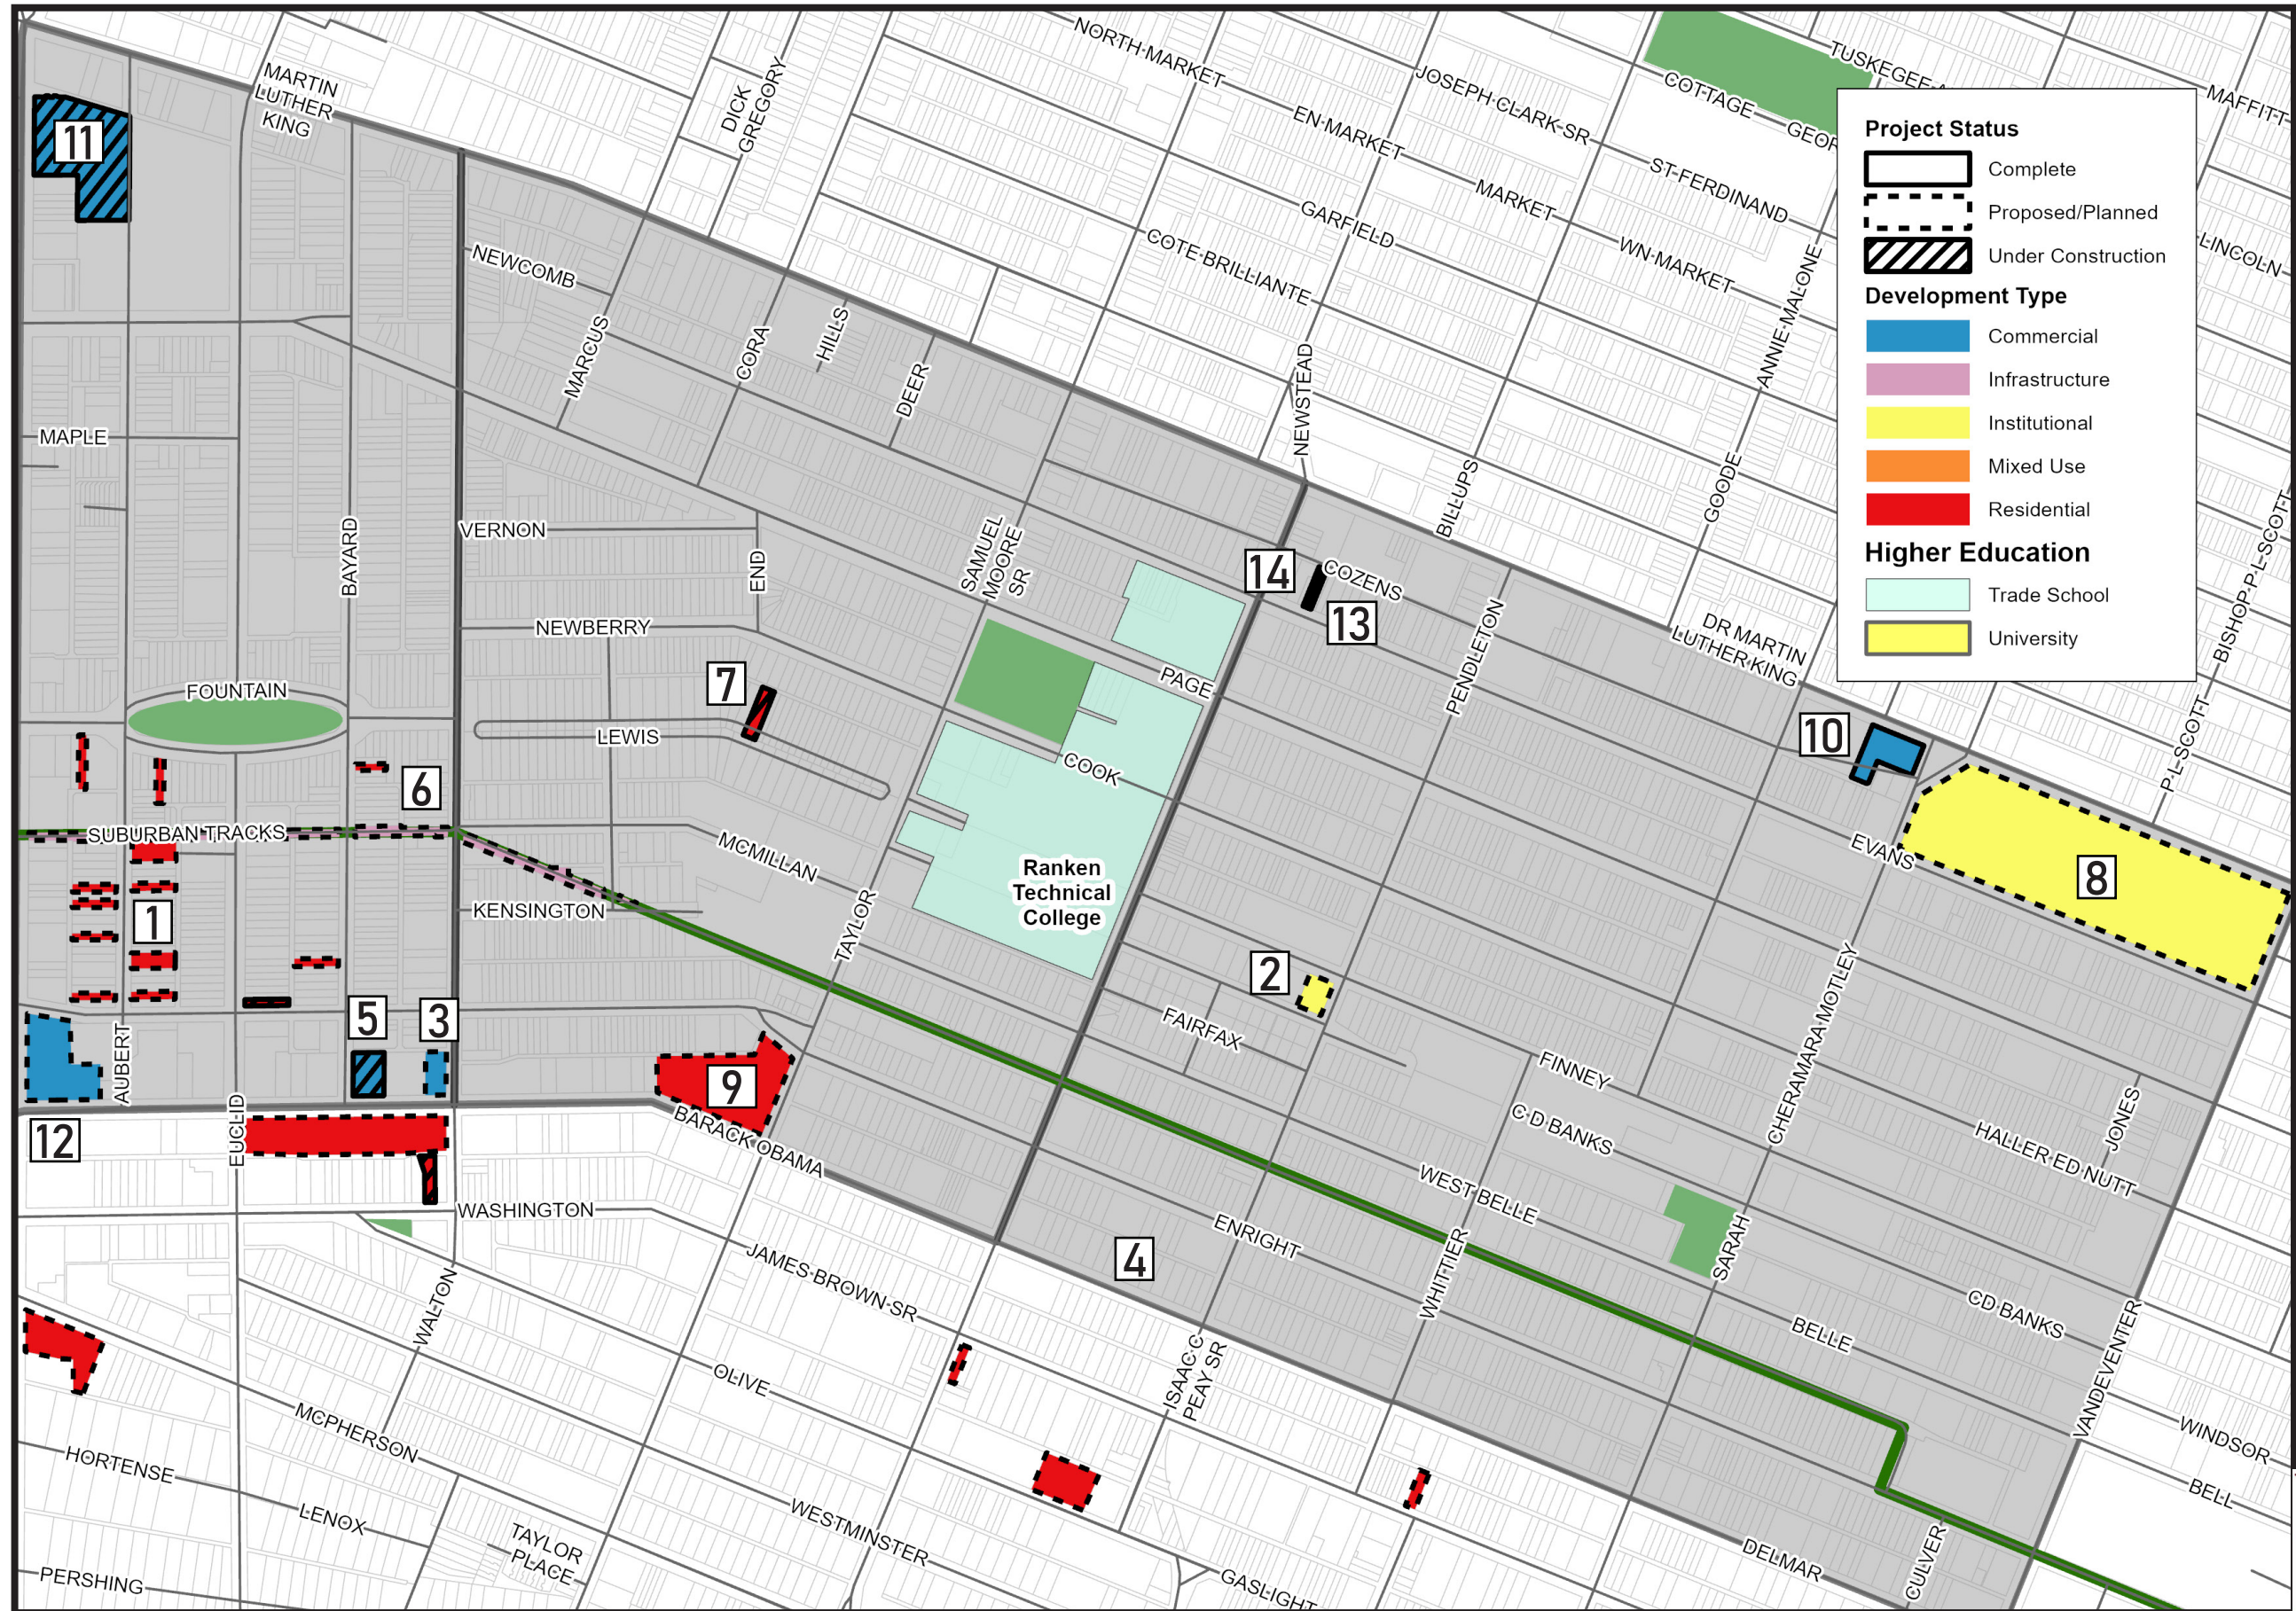 NORTH-MARKET
TUSKEGEE-A
MAFFITT
MARTIN
LUTHER
KING
DICK
GREGORY
JOSEPH-CLARK-SR
COTTAGE
GEOR
EN-MARKET
MARKET
ST-FERDINAND
LINCOLN
GARFIELD
WN-MARKET
COTE-BRILLIANTE
ANNIE-MALONE
Project Status
Complete
Proposed/Planned
Under Construction
Development Type
Commercial
Infrastructure
Institutional
Mixed Use
Residential
Higher Education
Trade School
University
11
NEWCOMB
MARCUS
CORA
HILLS
DEER
NEWSTEAD
BILLUPS
GOODE
BISHOP-P-L-SCOTT
MAPLE
BAYARD
VERNON
END
SAMUEL
MOORE
SR
14
COZENS
13
PENDLETON
DR MARTIN
LUTHER-KING
NEWBERRY
7
PAGE
FOUNTAIN
LEWIS
COOK
10
P-L-SCOTT
6
SUBURBAN TRACKS
MCMILLAN
Ranken
Technical
College
EVANS
8
1
KENSINGTON
TAYLOR
2
CHERAMARA MOTLEY
5
3
FAIRFAX
FINNEY
AUBERT
9
BARACK OBAMA
C D BANKS
JONES
HALLER ED NUTT
12
EUCLID
WEST BELLE
WASHINGTON
ENRIGHT
4
WHITTIER
SARAH
JAMES-BROWN-SR
WALTON
CD BANKS
BELLE
VANDEVENTER
ISAAC C
PEAY SR
OLIVE
MCPHERSON
WINDSOR
HORTENSE
BELL
LENOX
TAYLOR
PLACE
WESTMINSTER
DELMAR
CULVER
PERSHING
GASLIGHT